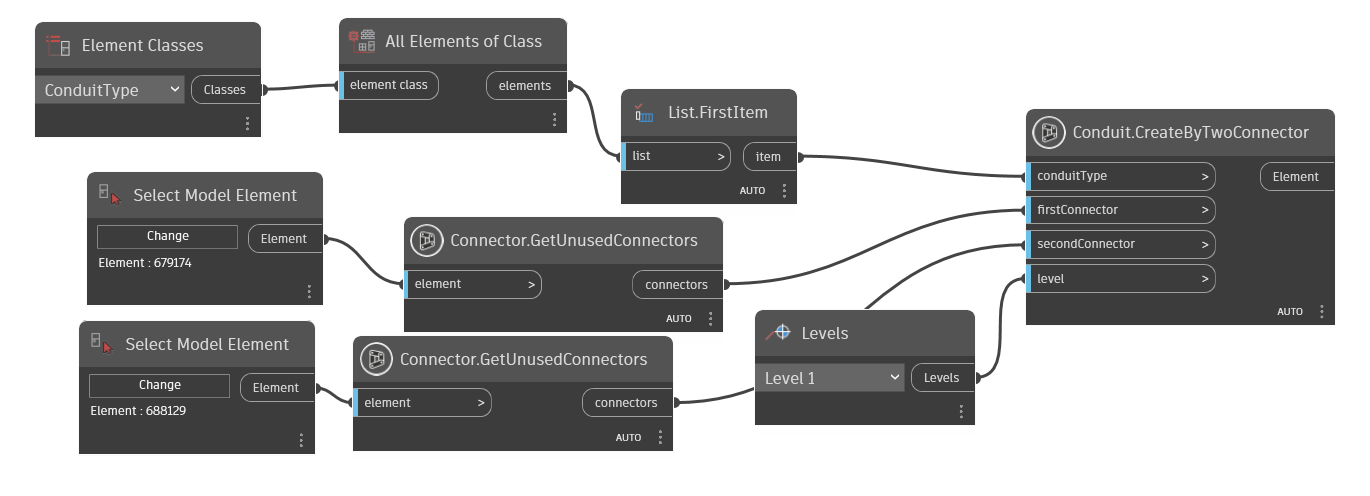 Element Classes
ConduitType
Classes
All Elements of Class
element class
elements
List.FirstItem
list >
item
AUTO
Conduit.CreateByTwoConnector
conduitType >
Element
firstConnector >
secondConnector >
level >
AUTO
Select Model Element
Change
Element
Element : 679174
Connector.GetUnusedConnectors
element >
connectors
AUTO
Select Model Element
Change
Element
Element : 688129
Connector.GetUnusedConnectors
element >
connectors
AUTO
Levels
Level 1
Levels